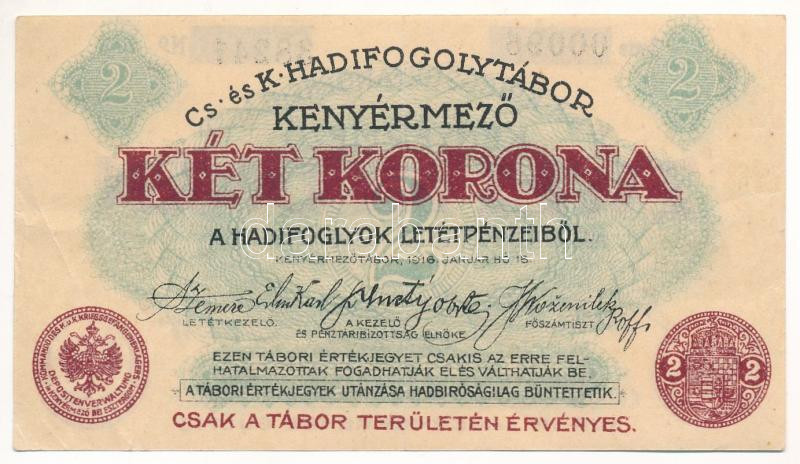 2 2
Cs. és K. HADIFOGOLYTÁBOR
KENYÉRMEZŐ
KÉT KORONA
darabanth
A HADIFOGLYOK LETÉTPÉNZEIBŐL.
KENYÉRMEZŐTÁBOR, 1916. JANUÁR HÓ 15.
LETÉTKEZELŐ. A KEZELŐ FŐSZÁMTISZT
ÉS PÉNZTÁRIBIZOTTSÁG ELNÖKE
EZEN TÁBORI ÉRTÉKJEGYET CSAKIS AZ ERRE FEL-
HATALMAZOTTAK FOGADHATJÁK EL ÉS VÁLTHATJÁK BE.
A TÁBORI ÉRTÉKJEGYEK UTÁNZÁSA HADBIRÓSÁGILAG BÜNTETTETIK.
CSAK A TÁBOR TERÜLETÉN ÉRVÉNYES.
DEPOSITENVERWALTUNG
2 2